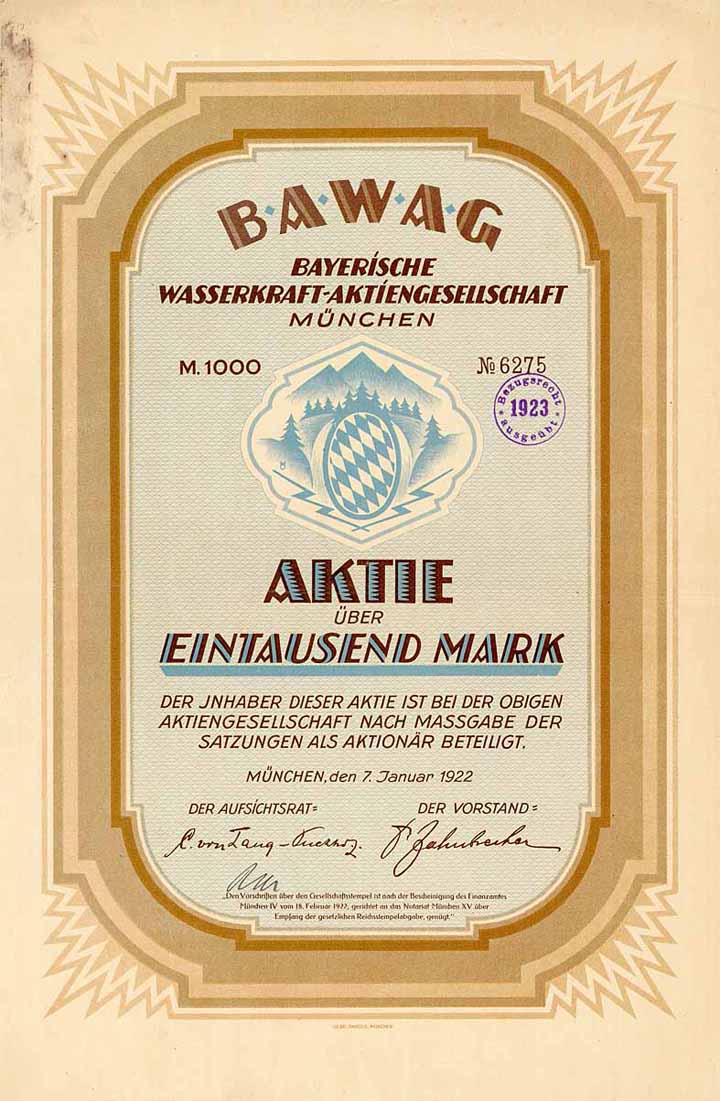 B·A·W·A·G
BAYERISCHE
WASSERKRAFT-AKTIENGESELLSCHAFT
MÜNCHEN
M. 1000
№ 6275
Bezugsrecht
1923
ausgeübt
AKTIE
ÜBER
EINTAUSEND MARK
DER JNHABER DIESER AKTIE IST BEI DER OBIGEN
AKTIENGESELLSCHAFT NACH MASSGABE DER
SATZUNGEN ALS AKTIONÄR BETEILIGT.
MÜNCHEN, den 7. Januar 1922
DER AUFSICHTSRAT=
DER VORSTAND=
„Den Vorschriften über den Gesellschaftsstempel ist nach der Bescheinigung des Finanzamtes
München IV vom 18. Februar 1922, gerichtet an das Notariat München XV über
Empfang der gesetzlichen Reichsstempelabgabe, genügt.“
MÜNCHEN